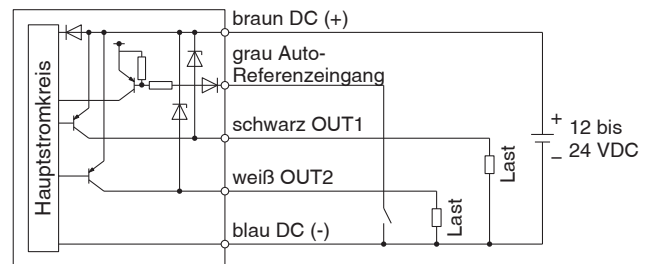 braun DC (+)
grau Auto-
Referenzeingang
Hauptstromkreis
schwarz OUT1
+
12 bis
–
24 VDC
Last
weiß OUT2
Last
blau DC (-)